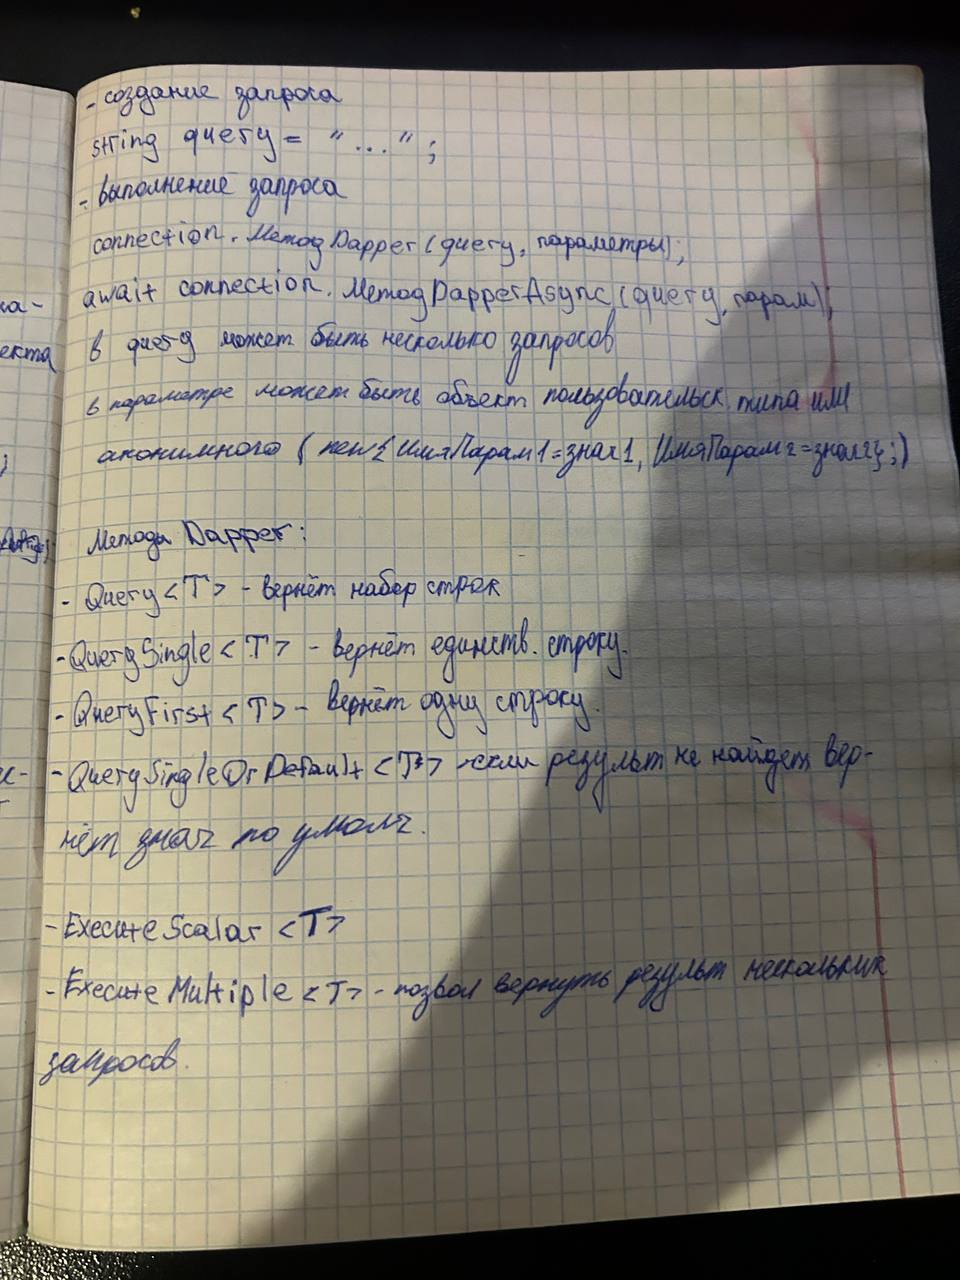 - создание запроса
string query = "...";
- выполнение запроса
connection.МетодDapper(query, параметры);
await connection.МетодDapperAsync(query, парам);
в query может быть несколько запросов
в параметре может быть объект пользовательск. типа или
анонимного (new{ИмяПарам1=знач1, ИмяПарам2=знач2};)
Методы Dapper:
- Query<T> - вернёт набор строк
- QuerySingle<T> - вернёт единств. строку.
- QueryFirst<T> - вернёт одну строку.
- QuerySingleOrDefault<T> - если результ не найдет вер-
нёт знач по умолч.
- ExecuteScalar<T>
- ExecuteMultiple<T> - позвол вернуть результ нескольких
запросов.
ка-
екта
;